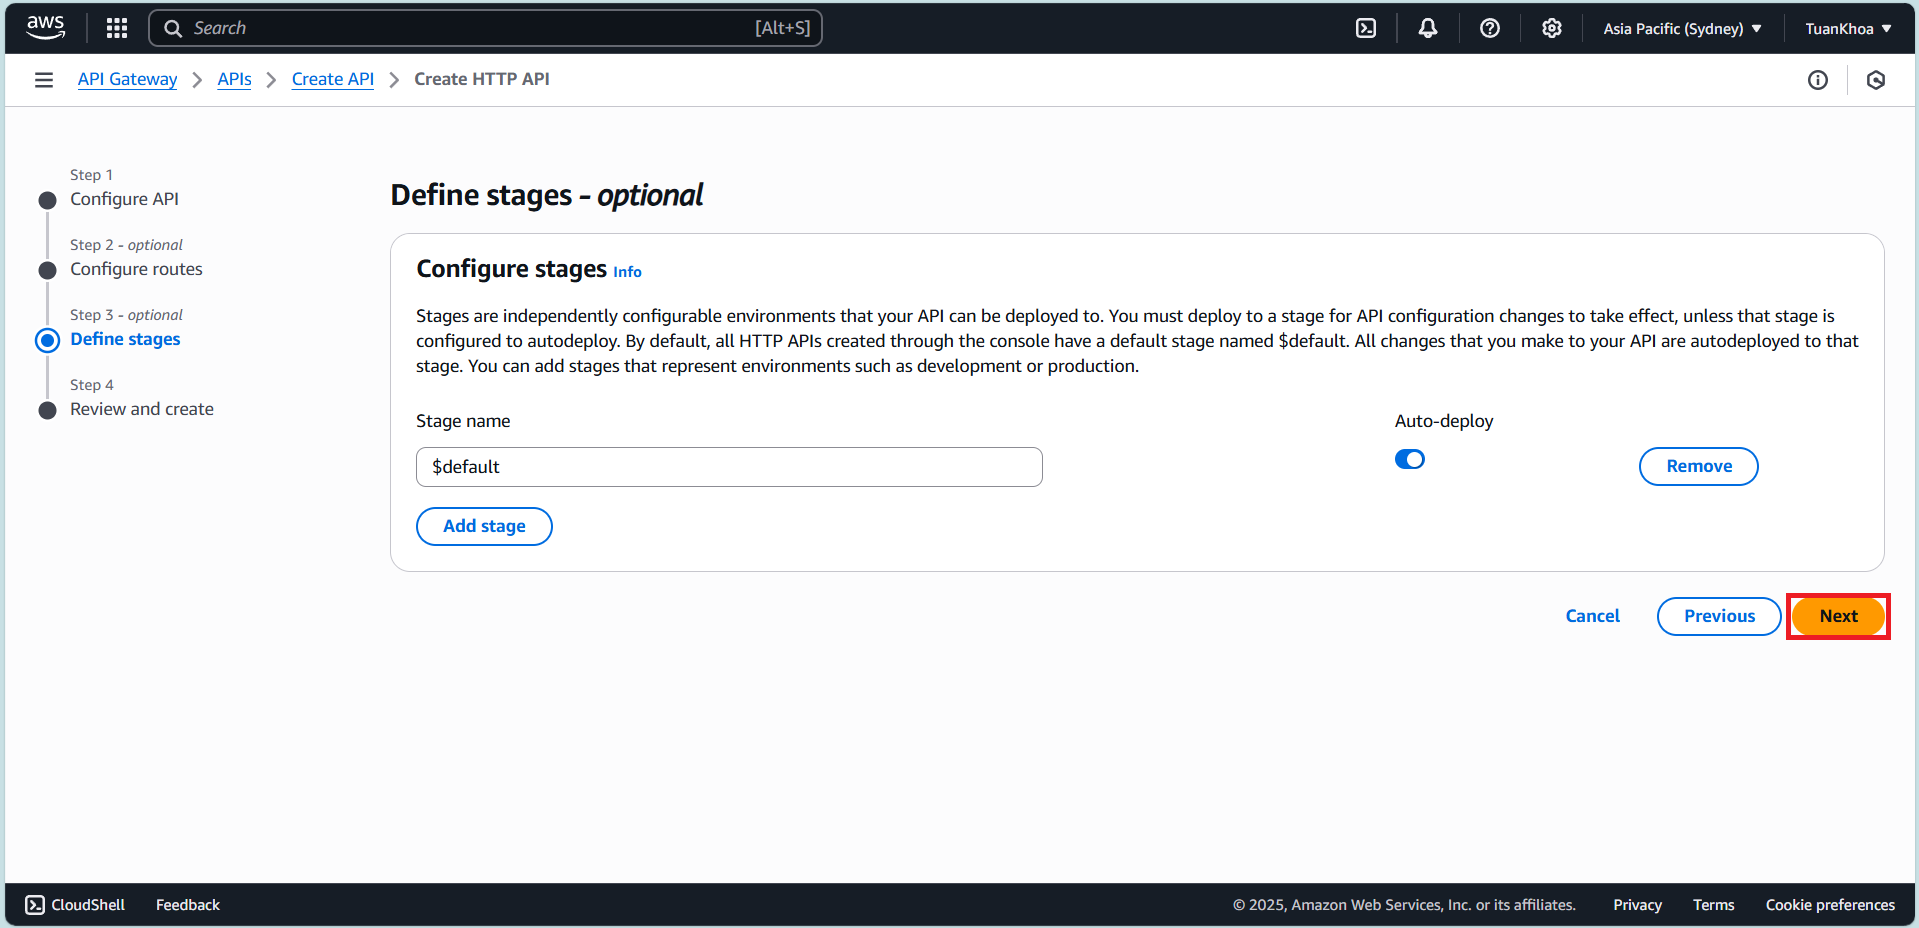 aws
Search [Alt+S]
Asia Pacific (Sydney)
TuanKhoa
API Gateway
APIs
Create API
Create HTTP API
Step 1
Configure API
Step 2 - optional
Configure routes
Step 3 - optional
Define stages
Step 4
Review and create
Define stages - optional
Configure stages Info
Stages are independently configurable environments that your API can be deployed to. You must deploy to a stage for API configuration changes to take effect, unless that stage is
configured to autodeploy. By default, all HTTP APIs created through the console have a default stage named $default. All changes that you make to your API are autodeployed to that
stage. You can add stages that represent environments such as development or production.
Stage name
Auto-deploy
$default
Remove
Add stage
Cancel
Previous
Next
CloudShell
Feedback
© 2025, Amazon Web Services, Inc. or its affiliates.
Privacy
Terms
Cookie preferences